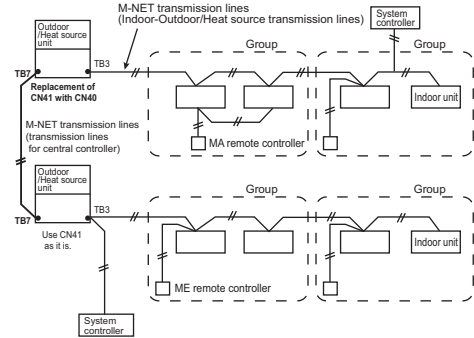 M-NET transmission lines
(Indoor-Outdoor/Heat source transmission lines)
System
controller
Outdoor
/Heat source
unit
TB3
TB7
Replacement of
CN41 with CN40
Group
Group
Indoor unit
MA remote controller
M-NET transmission lines
(transmission lines
for central controller)
Outdoor
/Heat source
unit
TB3
TB7
Use CN41
as it is.
Group
Group
Indoor unit
ME remote controller
System
controller